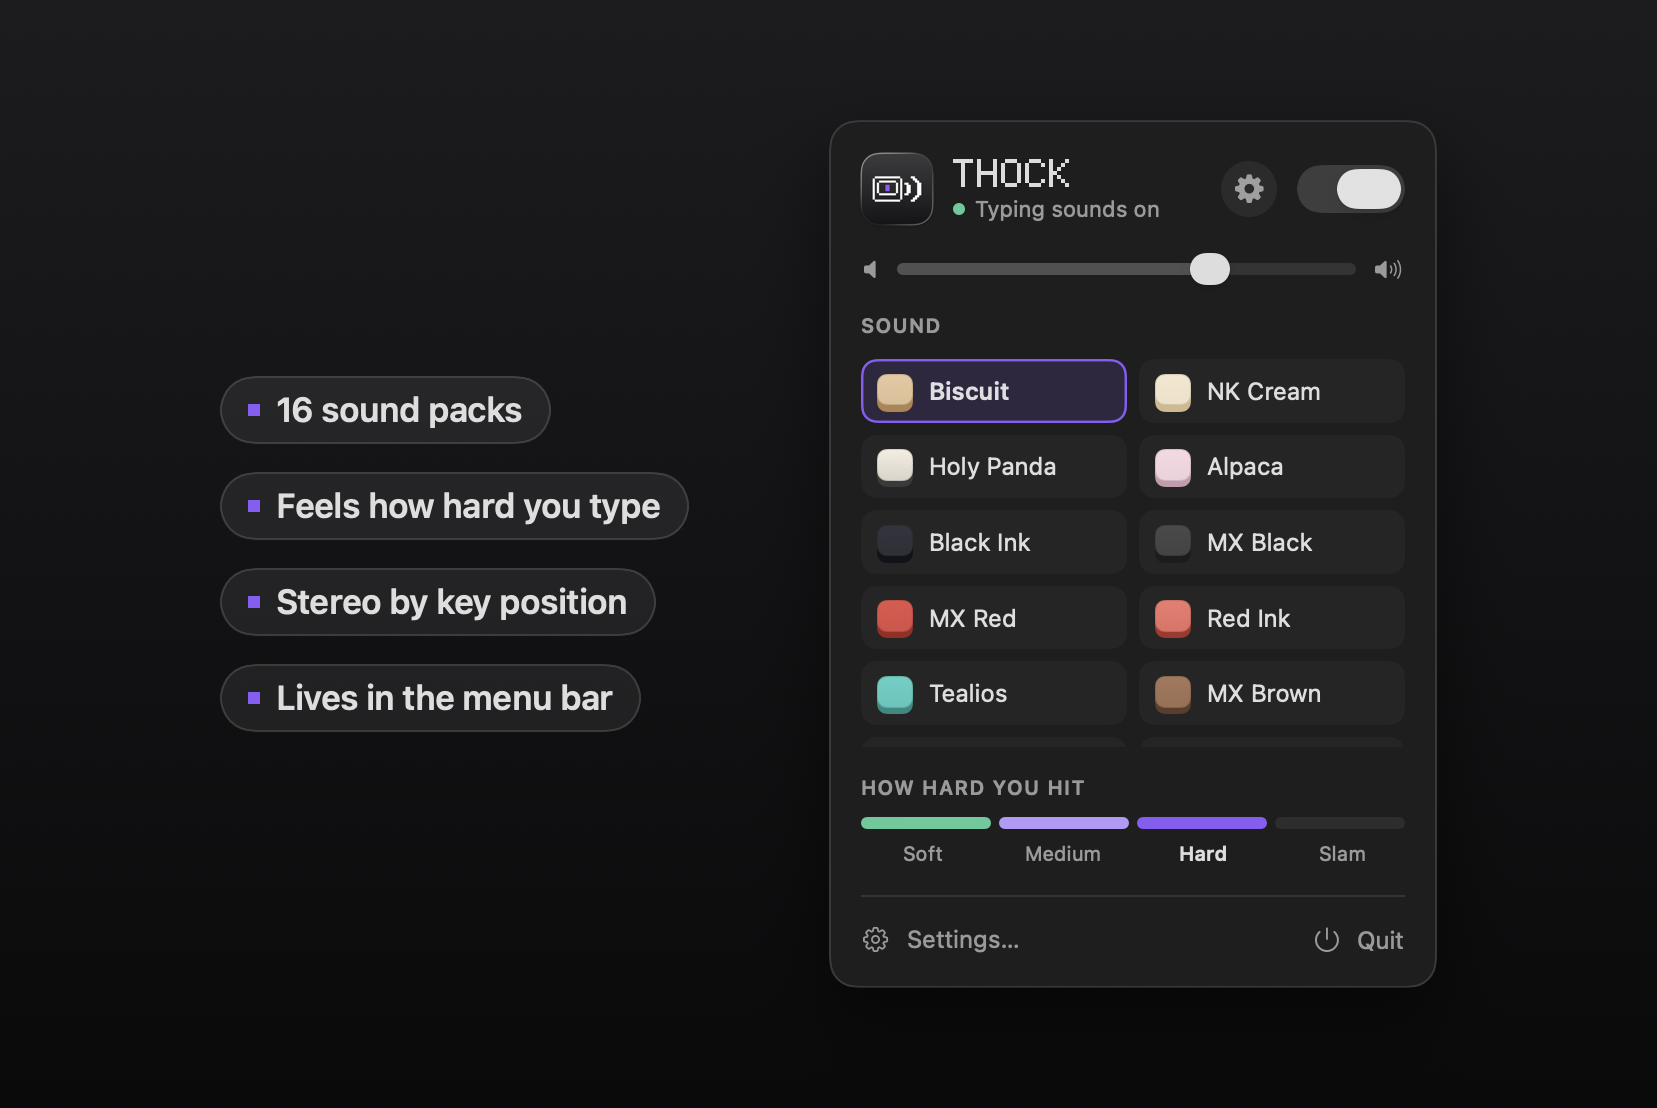 16 sound packs
Feels how hard you type
Stereo by key position
Lives in the menu bar
THOCK
Typing sounds on
SOUND
Biscuit
NK Cream
Holy Panda
Alpaca
Black Ink
MX Black
MX Red
Red Ink
Tealios
MX Brown
HOW HARD YOU HIT
Soft
Medium
Hard
Slam
Settings...
Quit